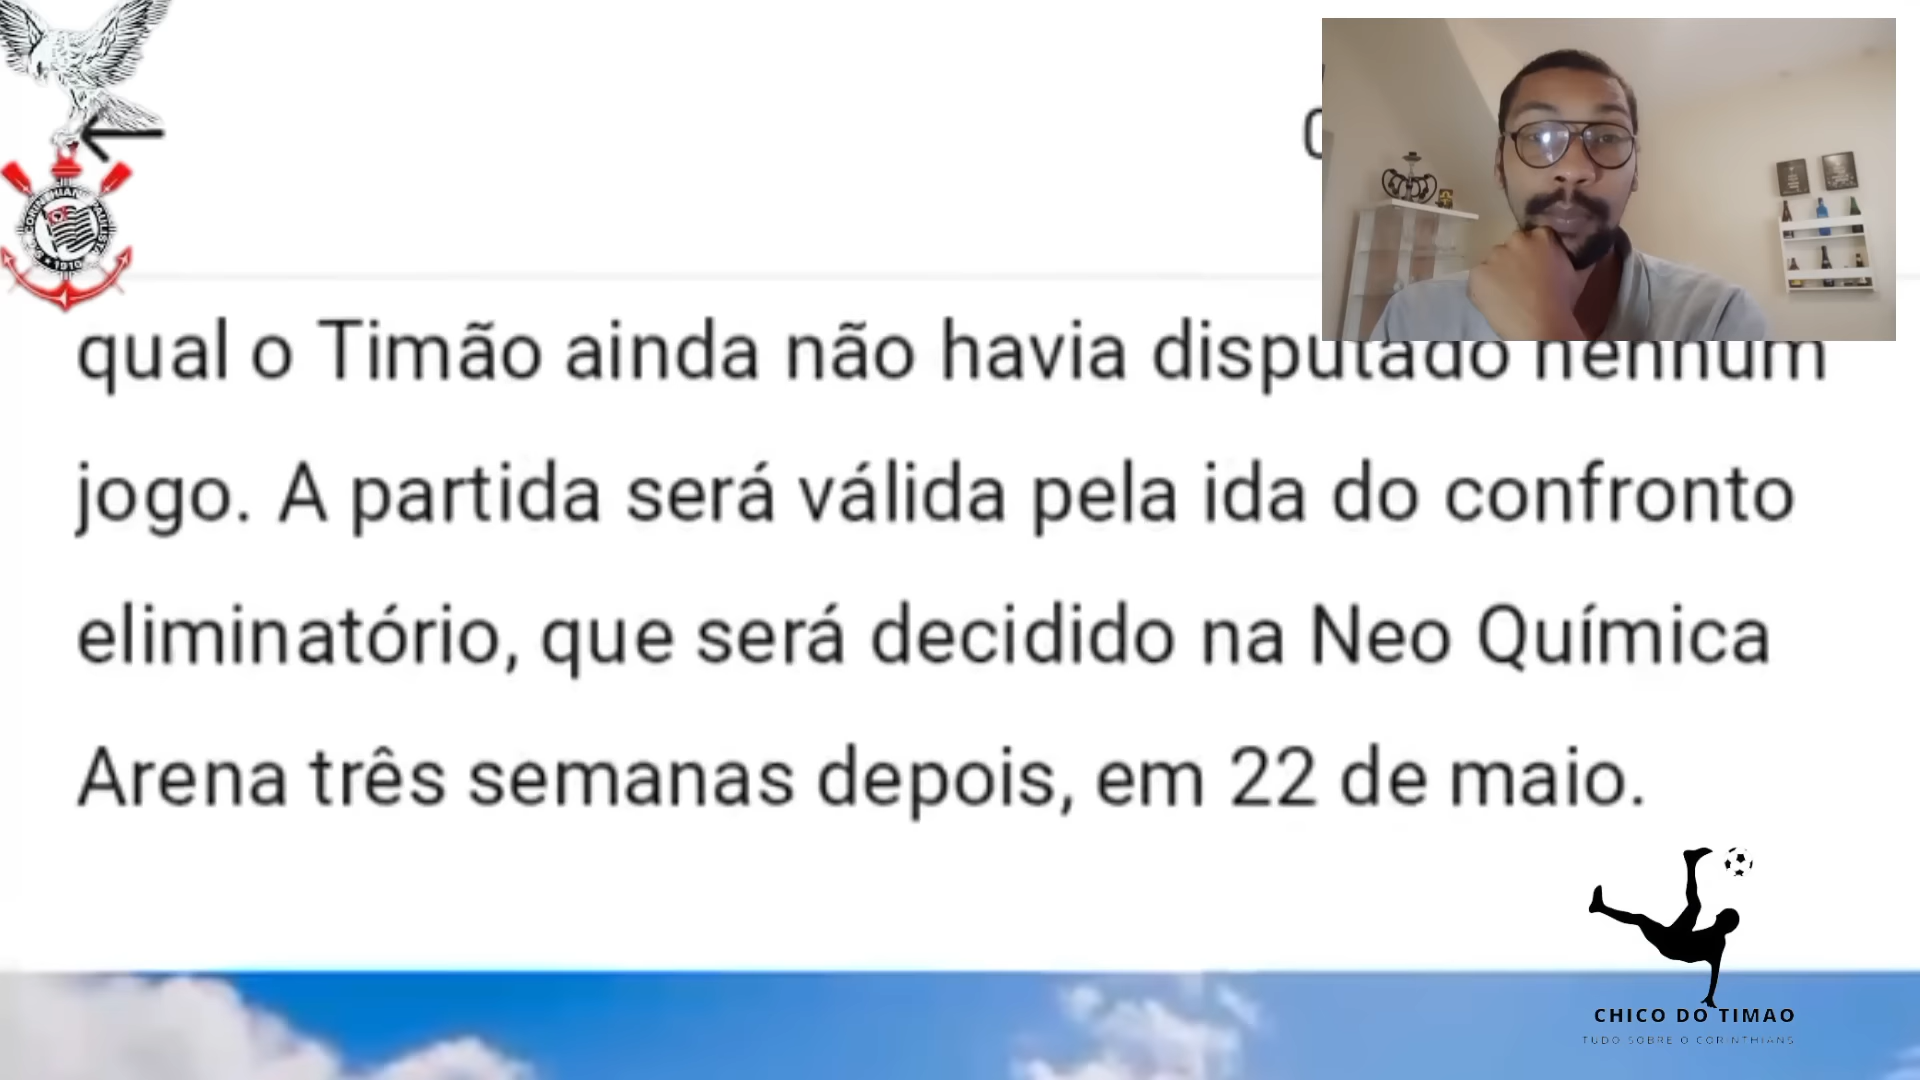 qual o Timão ainda não havia disputado nenhum
jogo. A partida será válida pela ida do confronto
eliminatório, que será decidido na Neo Química
Arena três semanas depois, em 22 de maio.
CHICO DO TIMAO
TUDO SOBRE O CORINTHIANS
1910